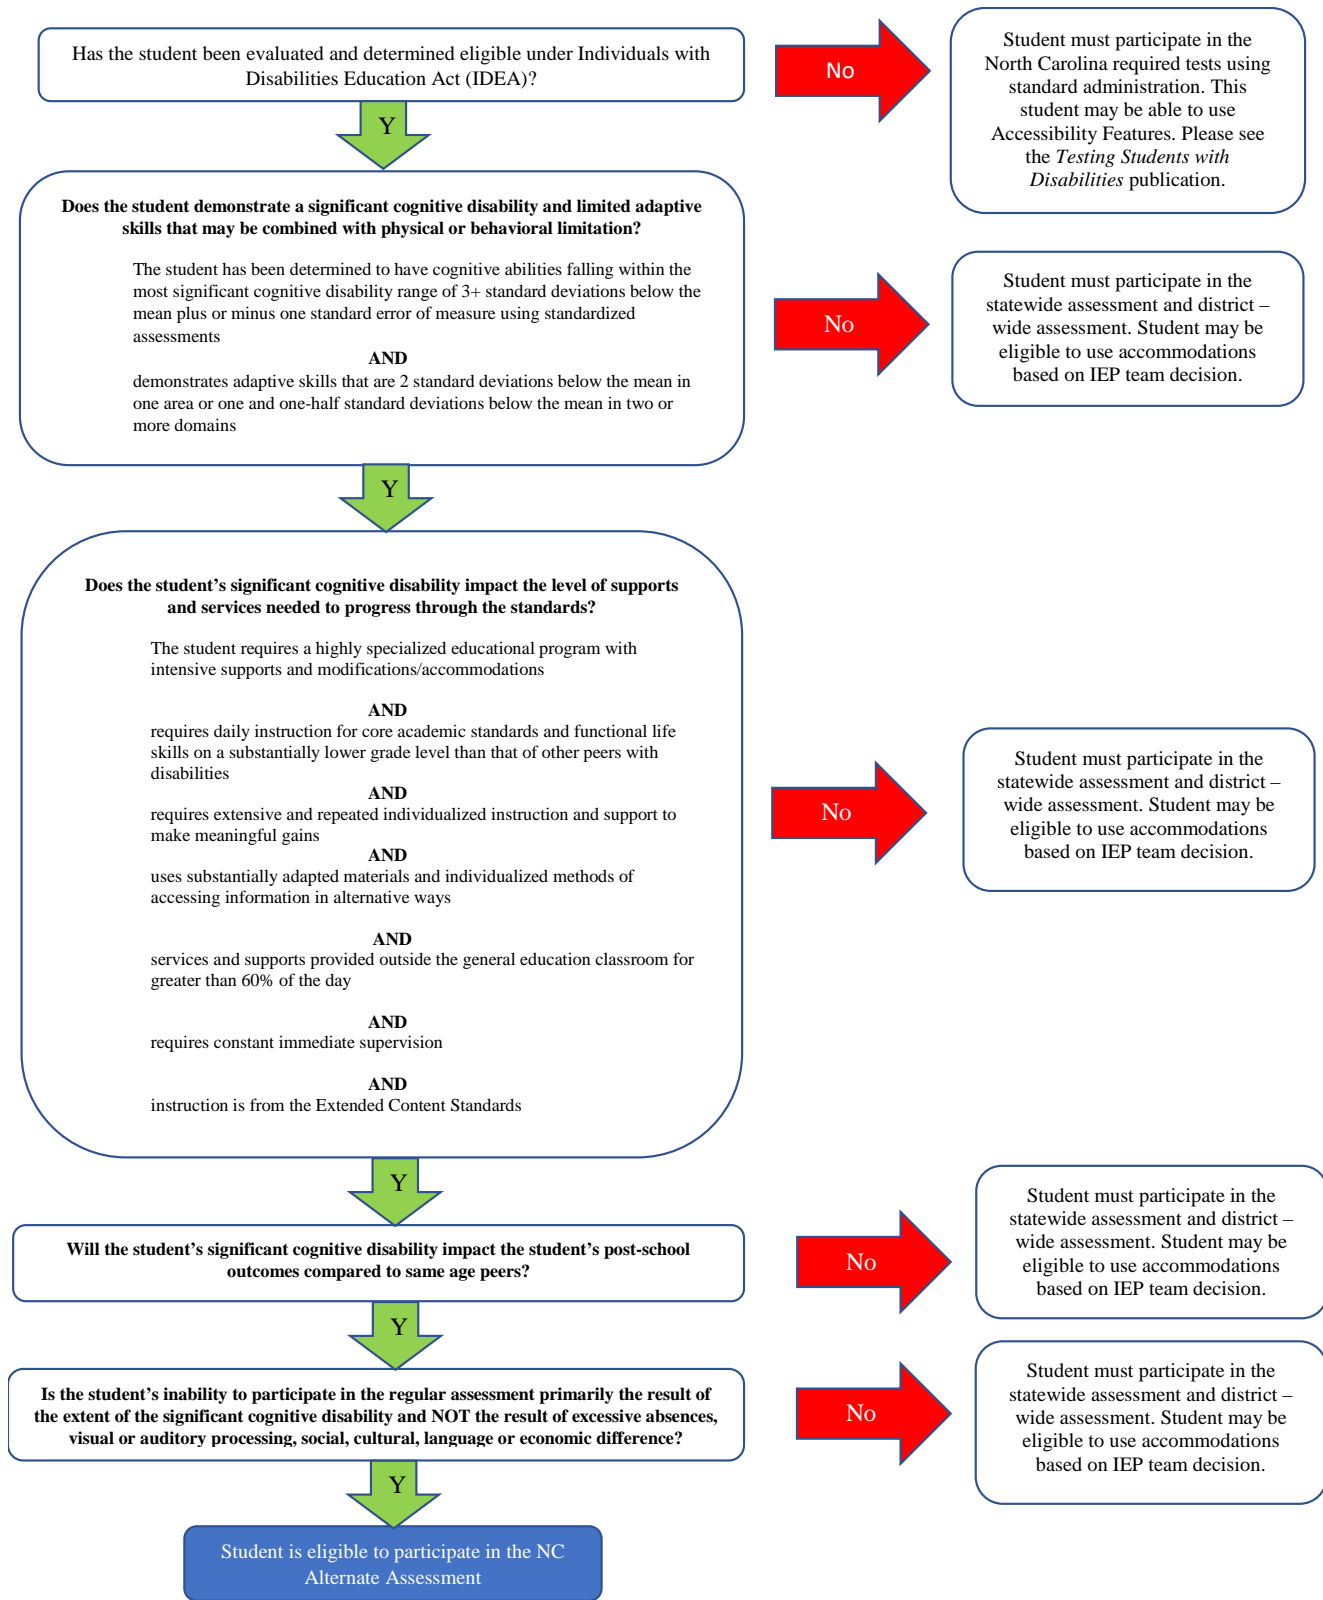 Has the student been evaluated and determined eligible under Individuals with
Disabilities Education Act (IDEA)?
No
Student must participate in the
North Carolina required tests using
standard administration. This
student may be able to use
Accessibility Features. Please see
the Testing Students with
Disabilities publication.
Y
Does the student demonstrate a significant cognitive disability and limited adaptive
skills that may be combined with physical or behavioral limitation?
The student has been determined to have cognitive abilities falling within the
most significant cognitive disability range of 3+ standard deviations below the
mean plus or minus one standard error of measure using standardized
assessments
AND
demonstrates adaptive skills that are 2 standard deviations below the mean in
one area or one and one-half standard deviations below the mean in two or
more domains
No
Student must participate in the
statewide assessment and district –
wide assessment. Student may be
eligible to use accommodations
based on IEP team decision.
Y
Does the student’s significant cognitive disability impact the level of supports
and services needed to progress through the standards?
The student requires a highly specialized educational program with
intensive supports and modifications/accommodations
AND
requires daily instruction for core academic standards and functional life
skills on a substantially lower grade level than that of other peers with
disabilities
AND
requires extensive and repeated individualized instruction and support to
make meaningful gains
AND
uses substantially adapted materials and individualized methods of
accessing information in alternative ways
AND
services and supports provided outside the general education classroom for
greater than 60% of the day
AND
requires constant immediate supervision
AND
instruction is from the Extended Content Standards
No
Student must participate in the
statewide assessment and district –
wide assessment. Student may be
eligible to use accommodations
based on IEP team decision.
Y
Will the student’s significant cognitive disability impact the student’s post-school
outcomes compared to same age peers?
No
Student must participate in the
statewide assessment and district –
wide assessment. Student may be
eligible to use accommodations
based on IEP team decision.
Y
Is the student’s inability to participate in the regular assessment primarily the result of
the extent of the significant cognitive disability and NOT the result of excessive absences,
visual or auditory processing, social, cultural, language or economic difference?
No
Student must participate in the
statewide assessment and district –
wide assessment. Student may be
eligible to use accommodations
based on IEP team decision.
Y
Student is eligible to participate in the NC
Alternate Assessment